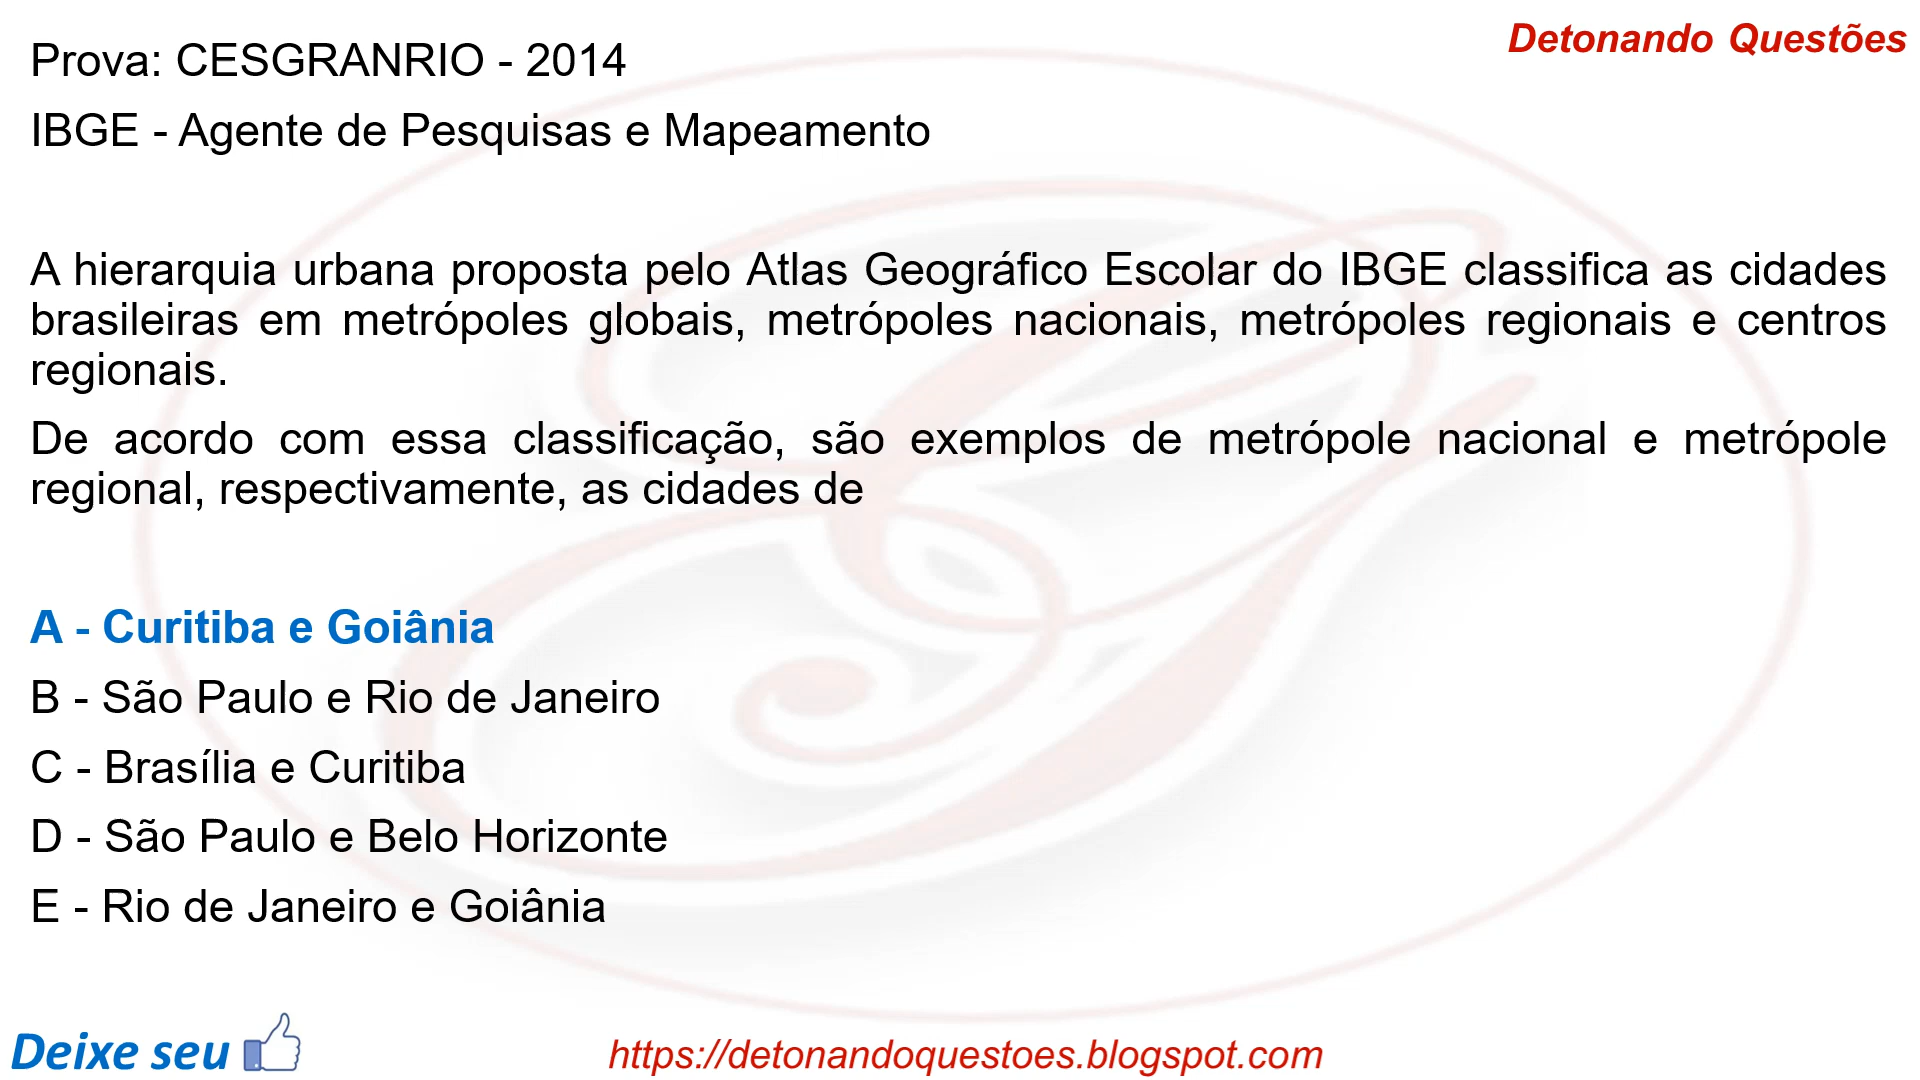 Detonando Questões
Prova: CESGRANRIO - 2014
IBGE - Agente de Pesquisas e Mapeamento
A hierarquia urbana proposta pelo Atlas Geográfico Escolar do IBGE classifica as cidades
brasileiras em metrópoles globais, metrópoles nacionais, metrópoles regionais e centros
regionais.
De acordo com essa classificação, são exemplos de metrópole nacional e metrópole
regional, respectivamente, as cidades de
A - Curitiba e Goiânia
B - São Paulo e Rio de Janeiro
C - Brasília e Curitiba
D - São Paulo e Belo Horizonte
E - Rio de Janeiro e Goiânia
Deixe seu
https://detonandoquestoes.blogspot.com